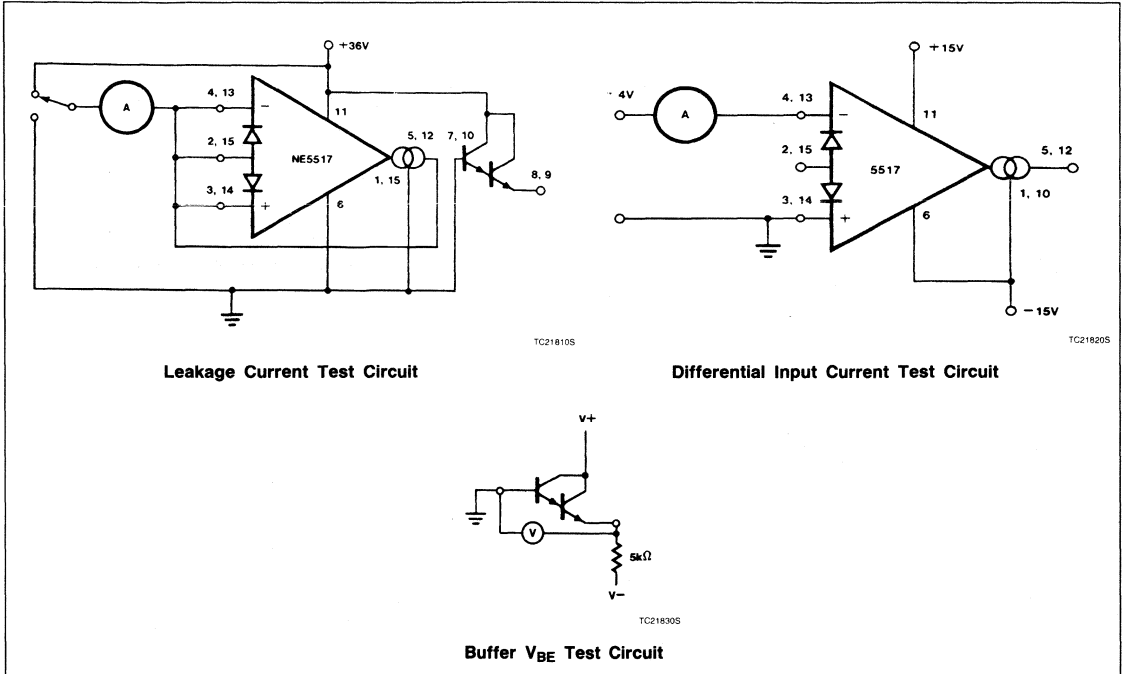 +36V
A
4, 13
−
11
2, 15
NE5517
5, 12
7, 10
3, 14
1, 15
8, 9
+
6
TC21810S
Leakage Current Test Circuit
+15V
4V
A
4, 13
−
11
2, 15
5517
5, 12
3, 14
1, 10
+
6
−15V
TC21820S
Differential Input Current Test Circuit
V+
V
5kΩ
V−
TC21830S
Buffer VBE Test Circuit